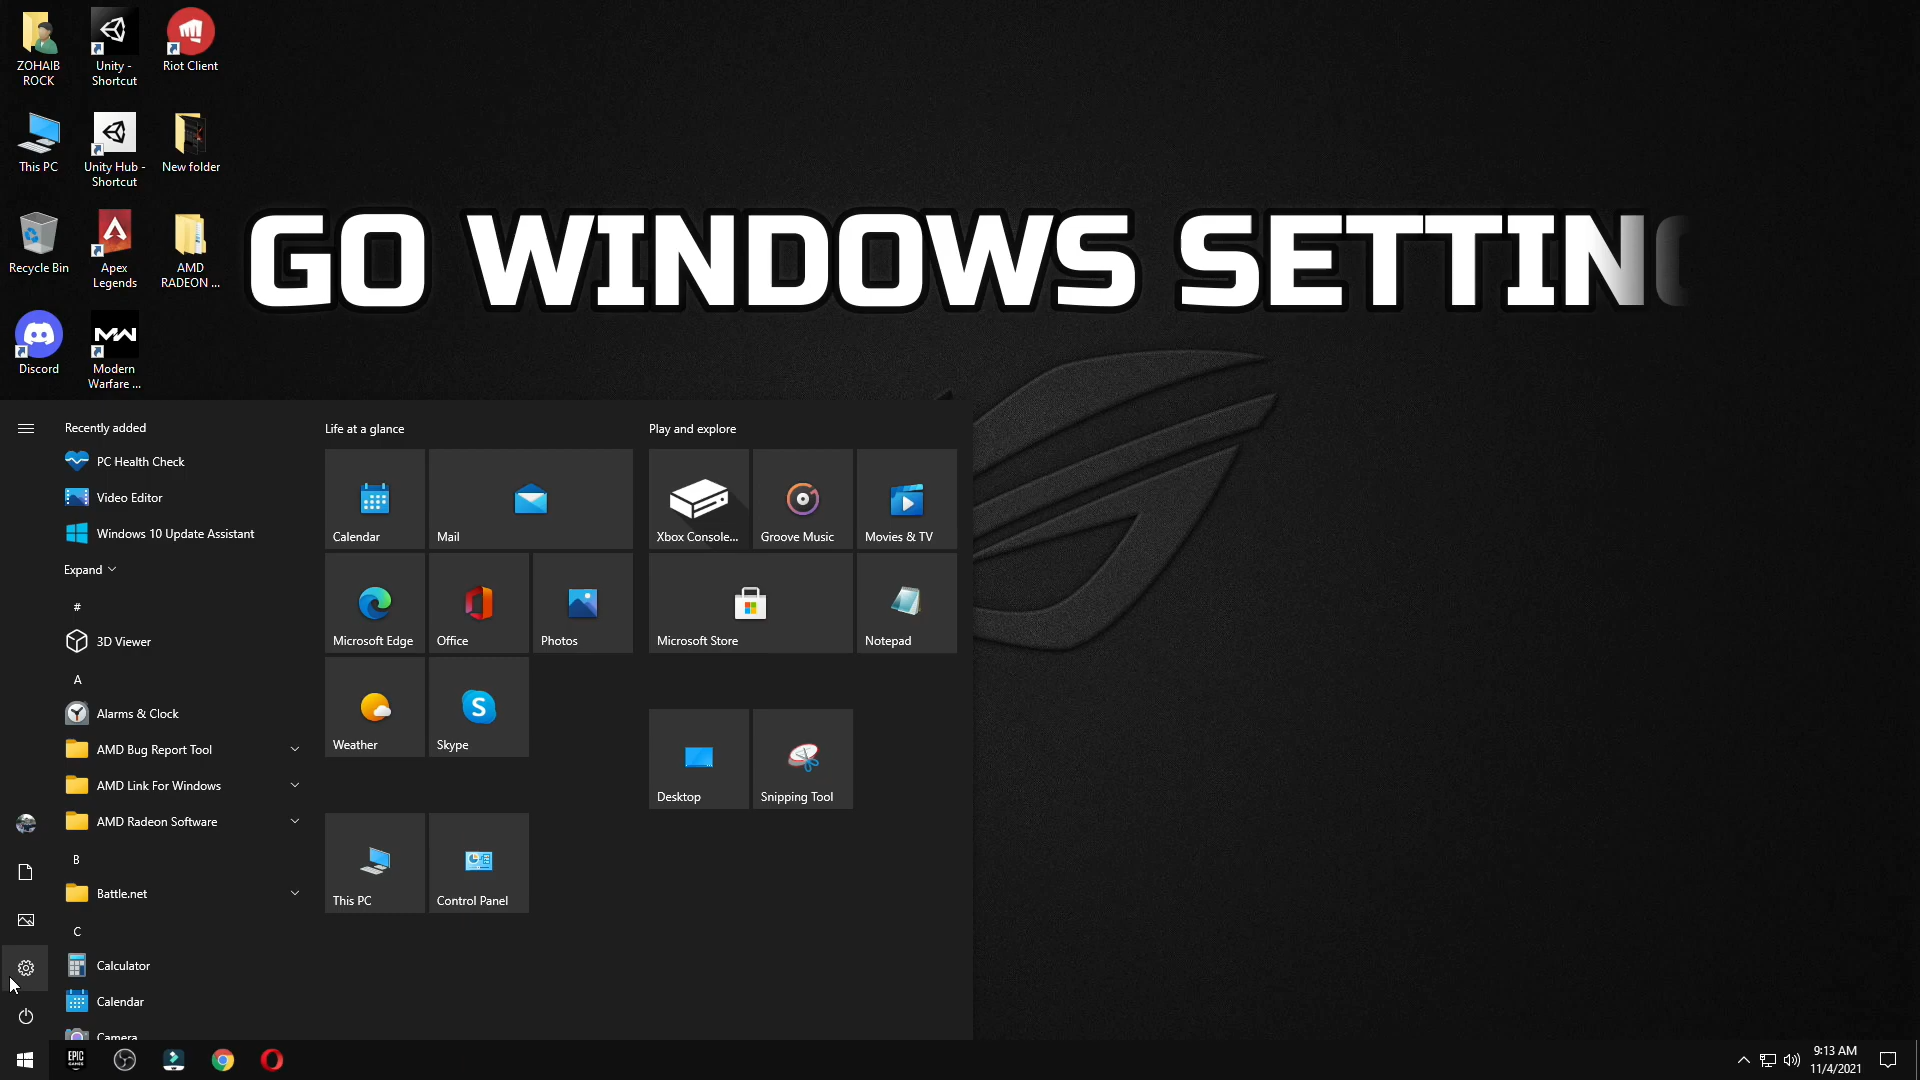 ZOHAIB
ROCK
Unity -
Shortcut
Riot Client
This PC
Unity Hub -
Shortcut
New folder
Recycle Bin
Apex
Legends
AMD
RADEON ...
GO WINDOWS SETTING
Discord
Modern
Warfare ...
Recently added
PC Health Check
Video Editor
Windows 10 Update Assistant
Expand
#
3D Viewer
A
Alarms & Clock
AMD Bug Report Tool
AMD Link For Windows
AMD Radeon Software
B
Battle.net
C
Calculator
Calendar
Camera
Life at a glance
Calendar
Mail
Microsoft Edge
Office
Photos
Weather
Skype
This PC
Control Panel
Play and explore
Xbox Console...
Groove Music
Movies & TV
Microsoft Store
Notepad
Desktop
Snipping Tool
EPIC
GAMES
9:13 AM
11/4/2021